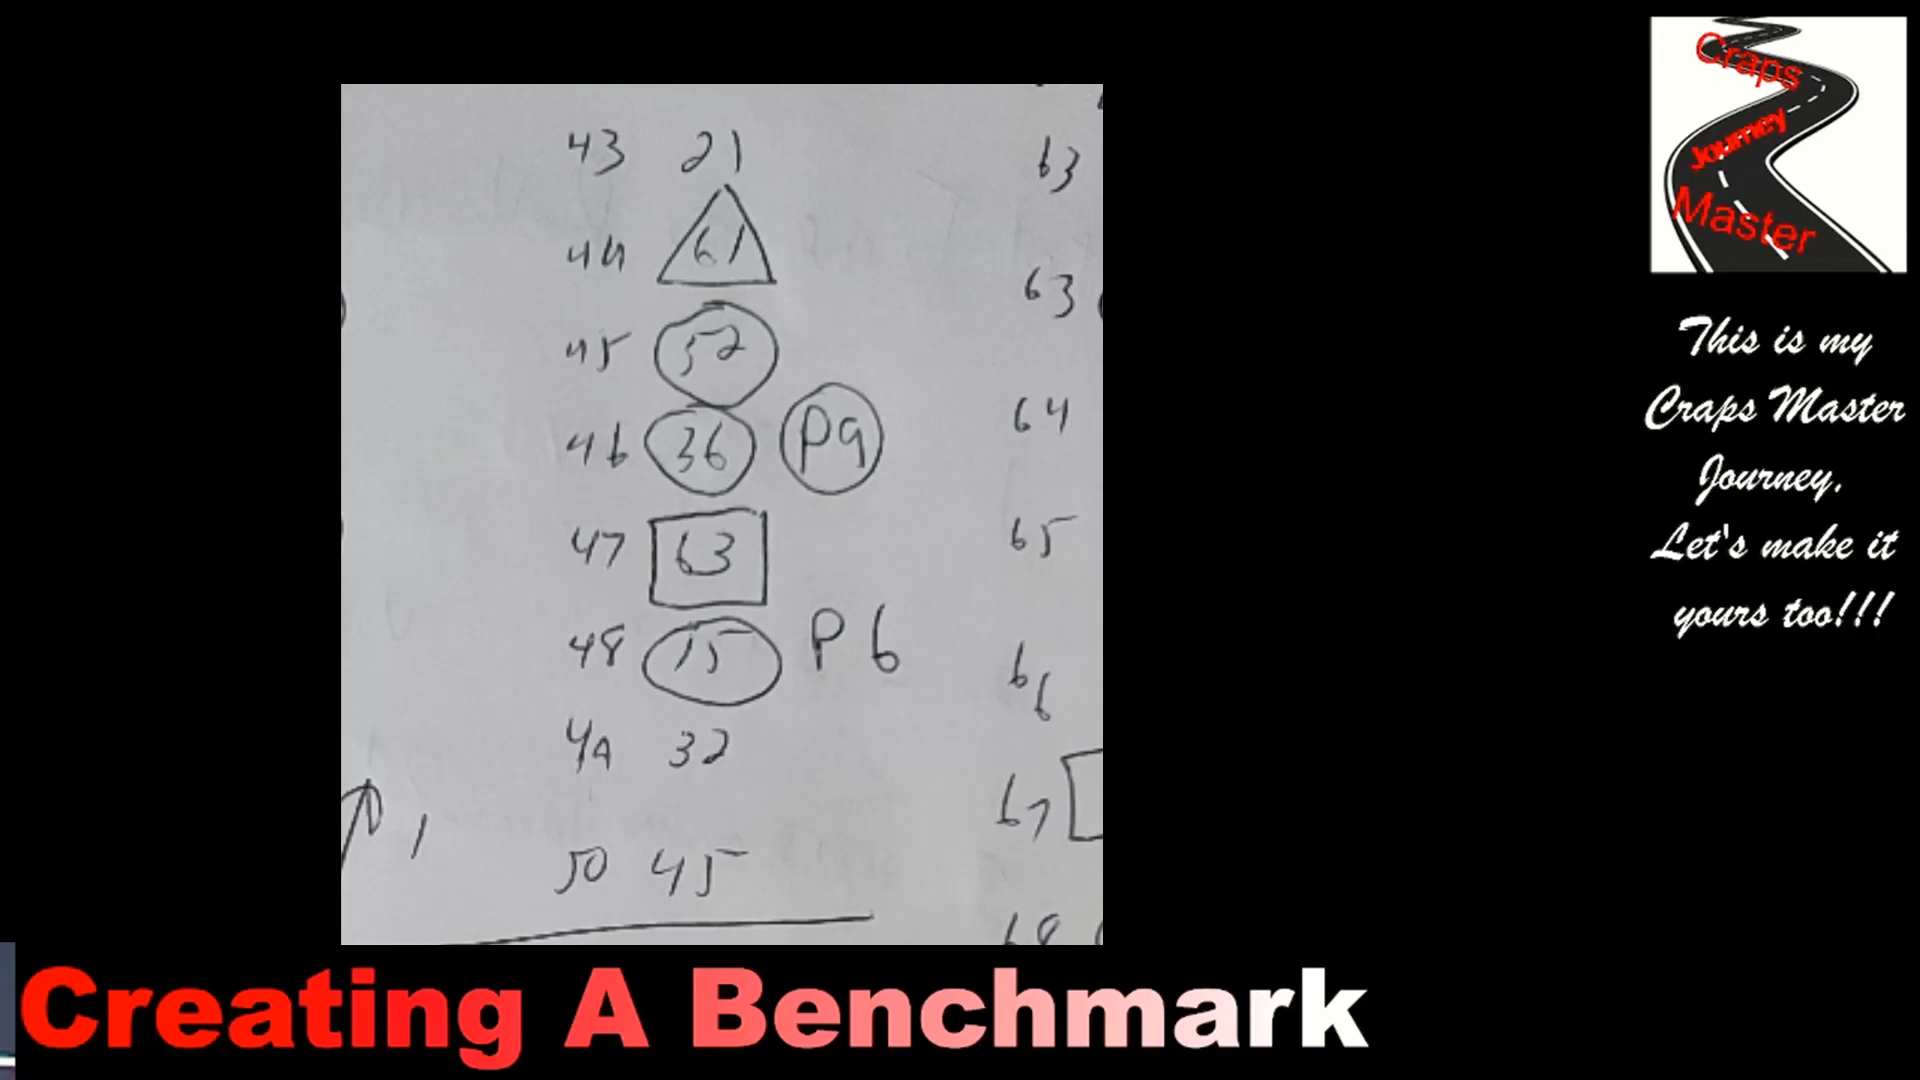 43 21
44 61
45 52
46 36 P9
47 63
48 15 P6
49 32
50 45
1
63
63
64
65
66
67
68
Craps
Journey
Master
This is my
Craps Master
Journey.
Let's make it
yours too!!!
Creating A Benchmark